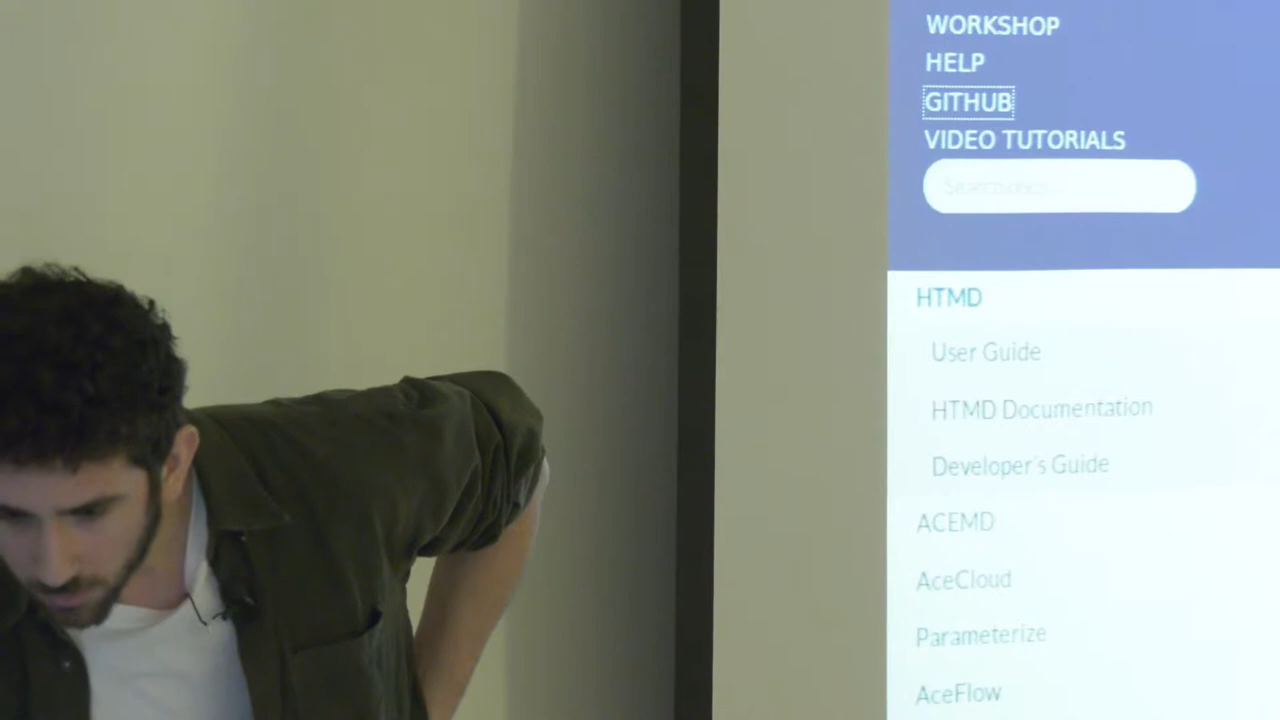 WORKSHOP
HELP
GITHUB
VIDEO TUTORIALS
HTMD
User Guide
HTMD Documentation
Developer's Guide
ACEMD
AceCloud
Parameterize
AceFlow